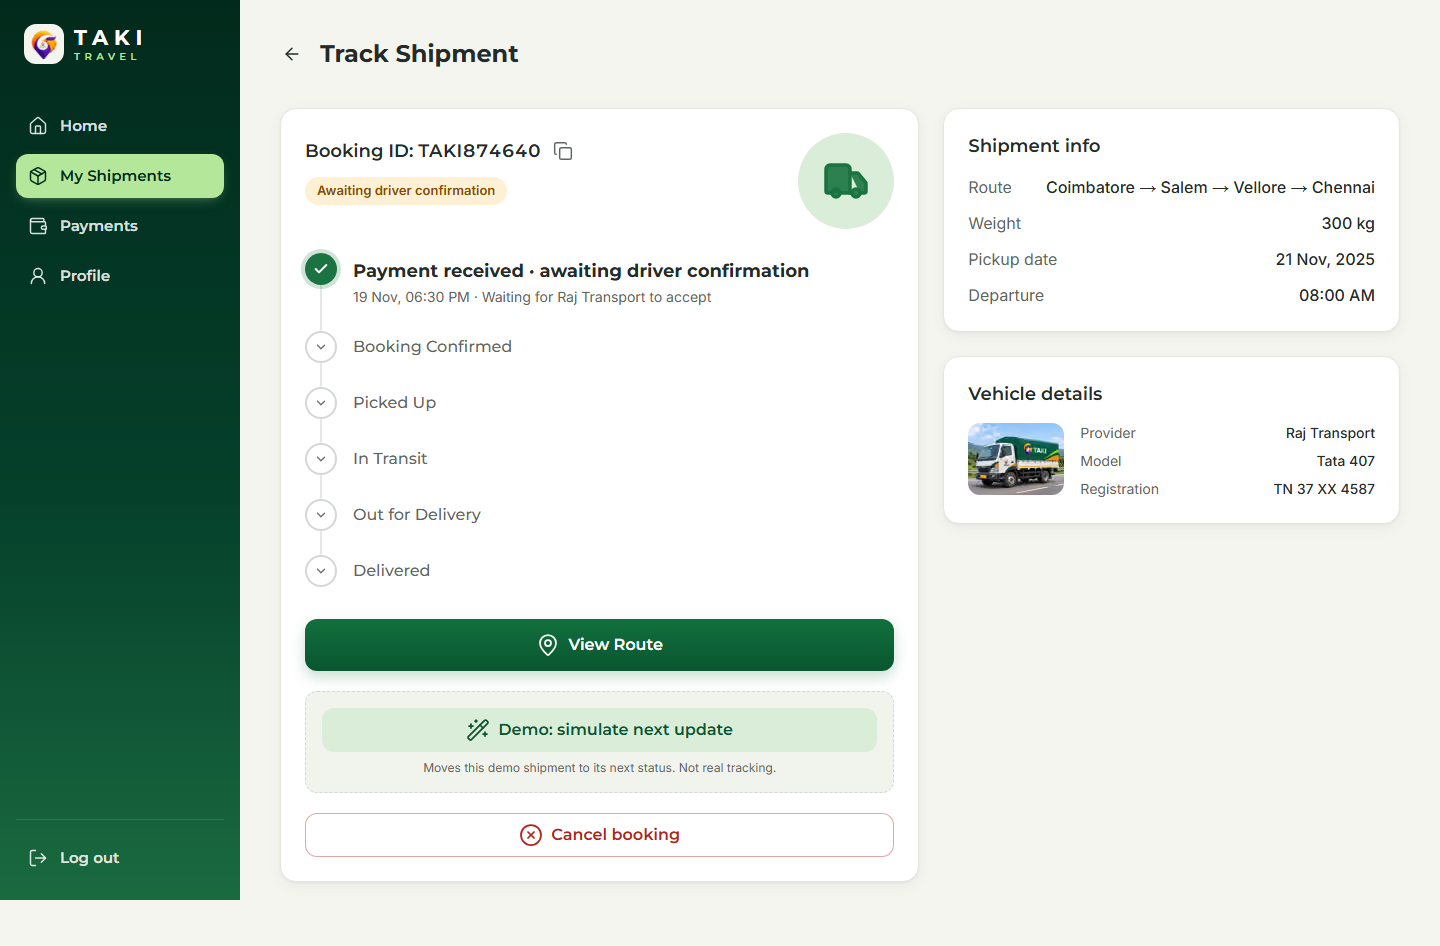 TAKI
TRAVEL
Home
My Shipments
Payments
Profile
Log out
Track Shipment
Booking ID: TAKI874640
Awaiting driver confirmation
Payment received · awaiting driver confirmation
19 Nov, 06:30 PM · Waiting for Raj Transport to accept
Booking Confirmed
Picked Up
In Transit
Out for Delivery
Delivered
View Route
Demo: simulate next update
Moves this demo shipment to its next status. Not real tracking.
Cancel booking
Shipment info
Route Coimbatore → Salem → Vellore → Chennai
Weight 300 kg
Pickup date 21 Nov, 2025
Departure 08:00 AM
Vehicle details
TAKI
Provider Raj Transport
Model Tata 407
Registration TN 37 XX 4587